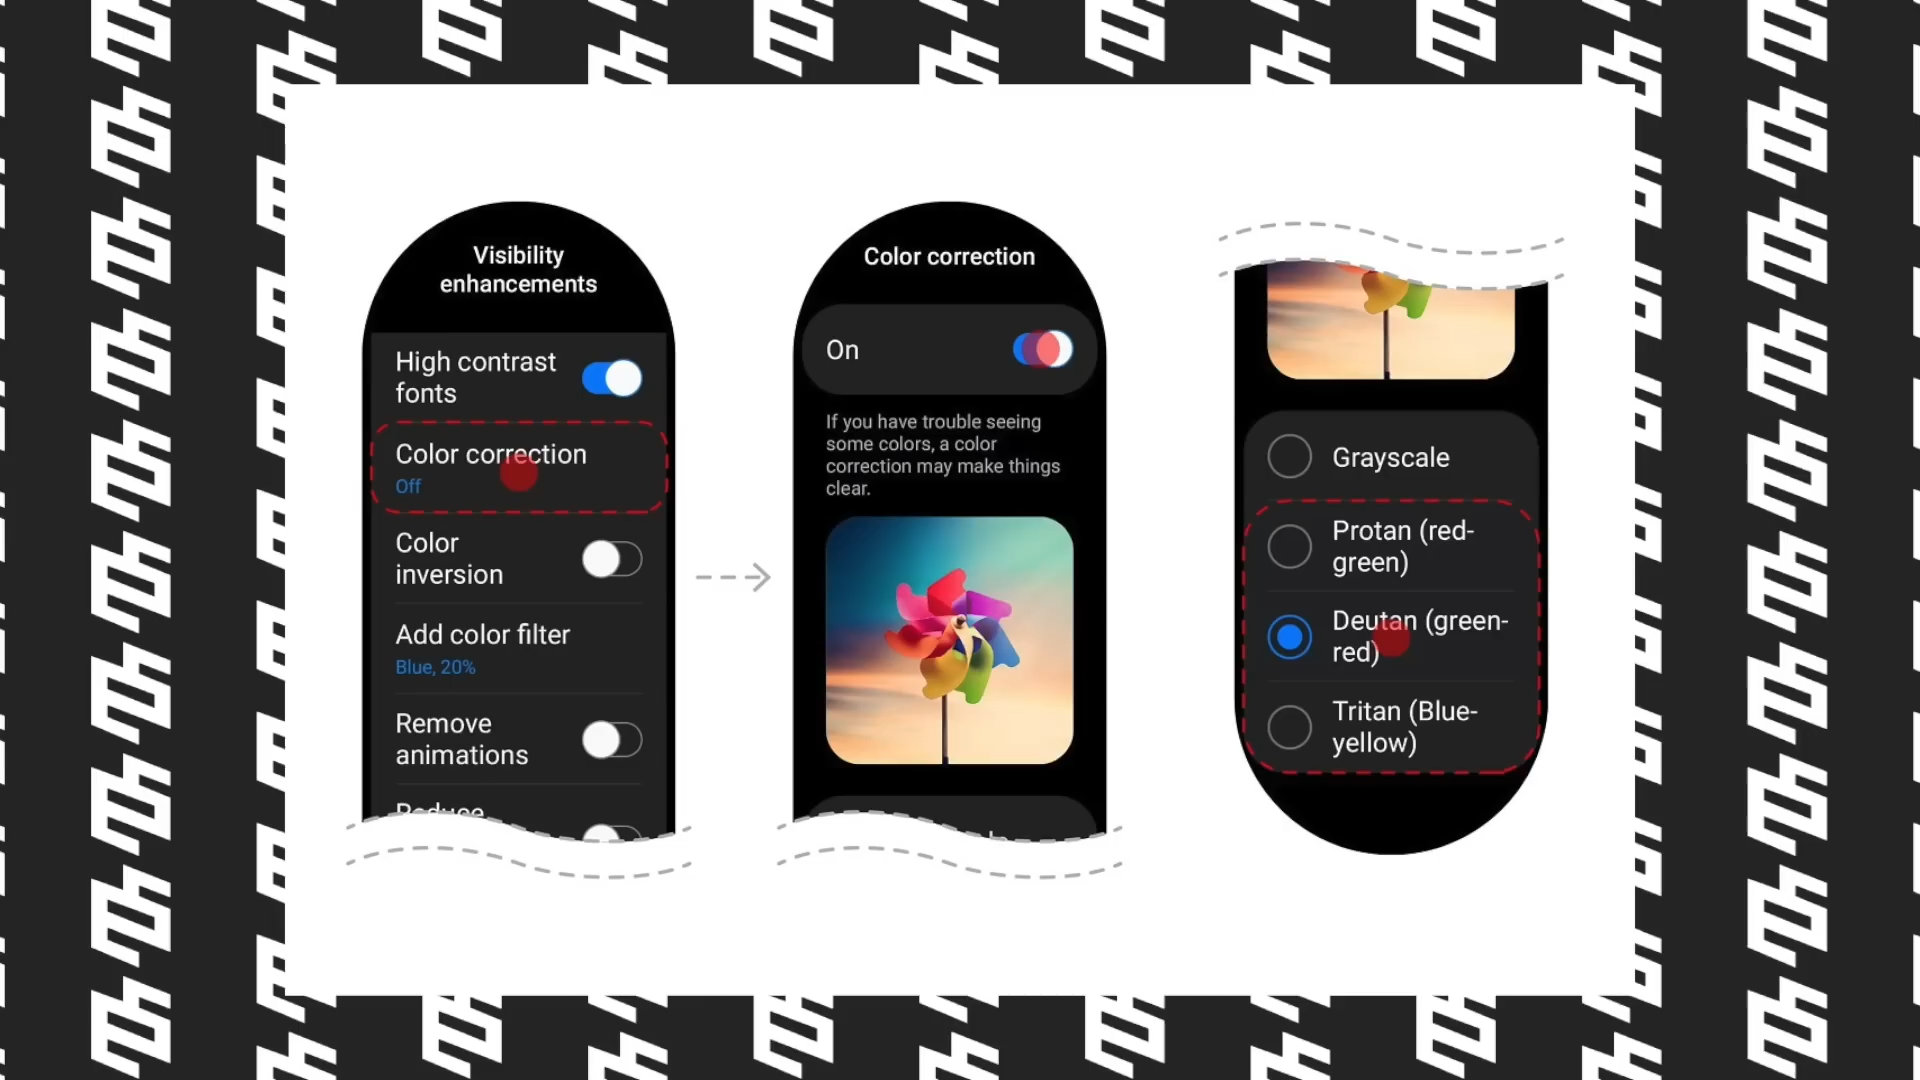 Visibility
enhancements
High contrast
fonts
Color correction
Off
Color
inversion
Add color filter
Blue, 20%
Remove
animations
Reduce
Color correction
On
If you have trouble seeing
some colors, a color
correction may make things
clear.
Grayscale
Protan (red-
green)
Deutan (green-
red)
Tritan (Blue-
yellow)